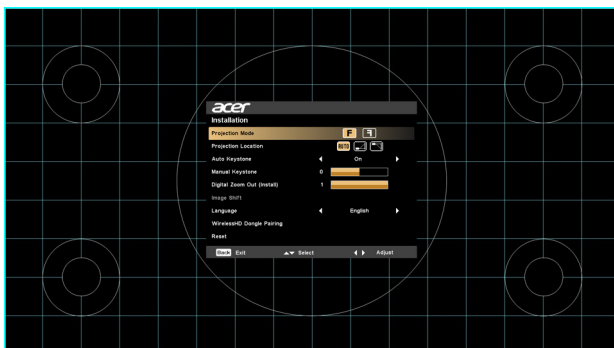 acer
Installation
Projection Mode F F
Projection Location AUTO
Auto Keystone On
Manual Keystone 0
Digital Zoom Out (Install) 1
Image Shift
Language English
WirelessHD Dongle Pairing
Reset
Back Exit Select Adjust